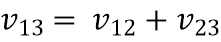 v₁₃ = v₁₂ + v₂₃